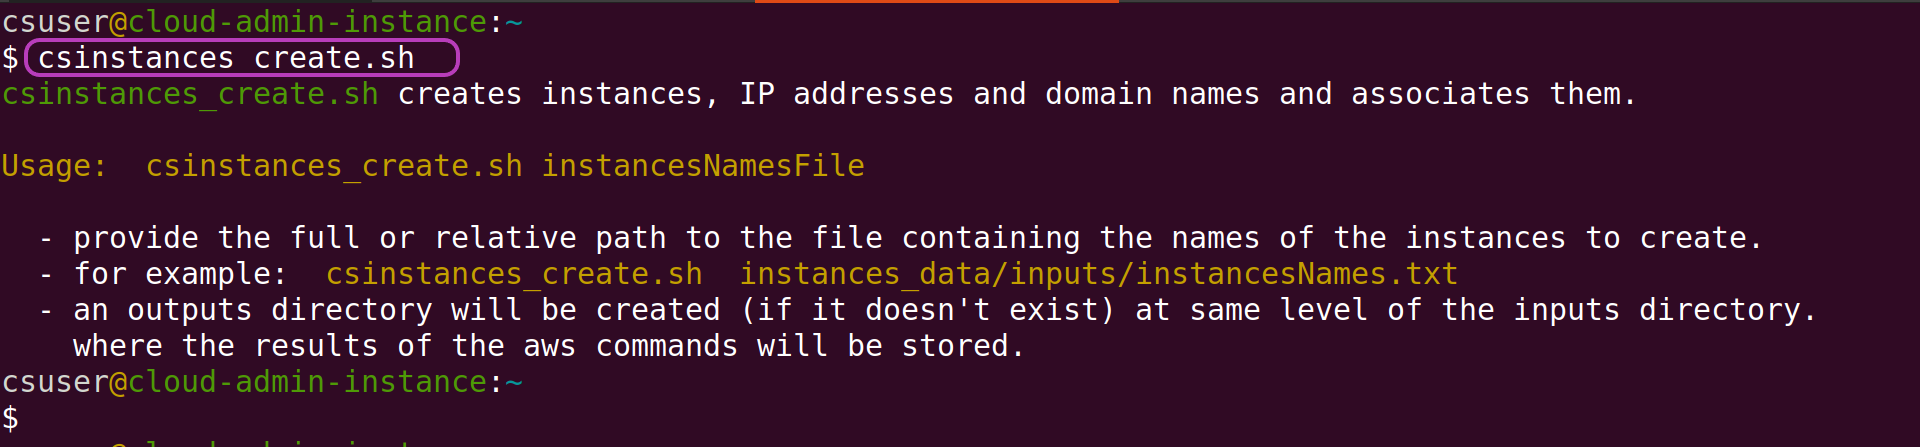 csuser@cloud-admin-instance:~
$ csinstances_create.sh
csinstances_create.sh creates instances, IP addresses and domain names and associates them.
Usage:  csinstances_create.sh instancesNamesFile
- provide the full or relative path to the file containing the names of the instances to create.
- for example:  csinstances_create.sh  instances_data/inputs/instancesNames.txt
- an outputs directory will be created (if it doesn't exist) at same level of the inputs directory.
where the results of the aws commands will be stored.
csuser@cloud-admin-instance:~
$